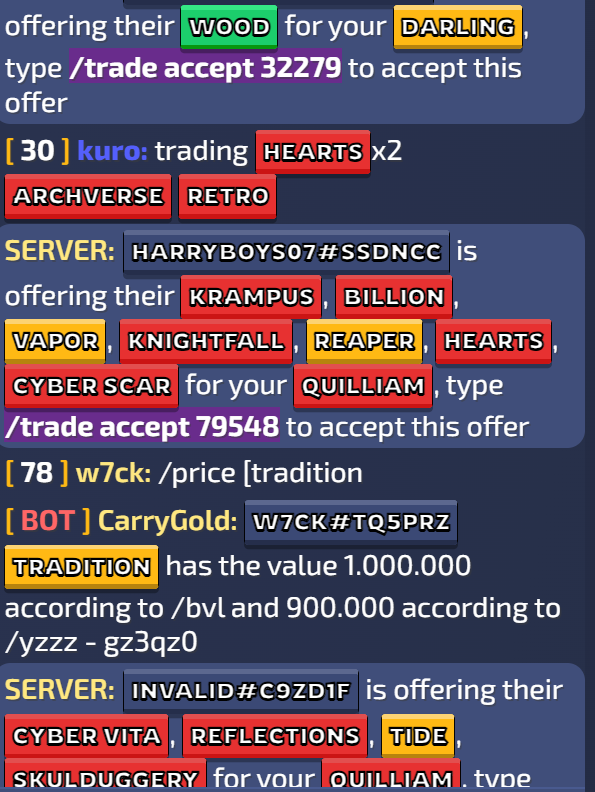 offering their WOOD for your DARLING,
type /trade accept 32279 to accept this
offer
[ 30 ] kuro: trading HEARTS x2
ARCHVERSE RETRO
SERVER: HARRYBOYS07#SSDNCC is
offering their KRAMPUS, BILLION,
VAPOR, KNIGHTFALL, REAPER, HEARTS,
CYBER SCAR for your QUILLIAM, type
/trade accept 79548 to accept this offer
[ 78 ] w7ck: /price [tradition
[ BOT ] CarryGold: W7CK#TQ5PRZ
TRADITION has the value 1.000.000
according to /bvl and 900.000 according to
/yzzz - gz3qz0
SERVER: INVALID#C9ZD1F is offering their
CYBER VITA, REFLECTIONS, TIDE,
SKULDUGGERY for your QUILLIAM, type